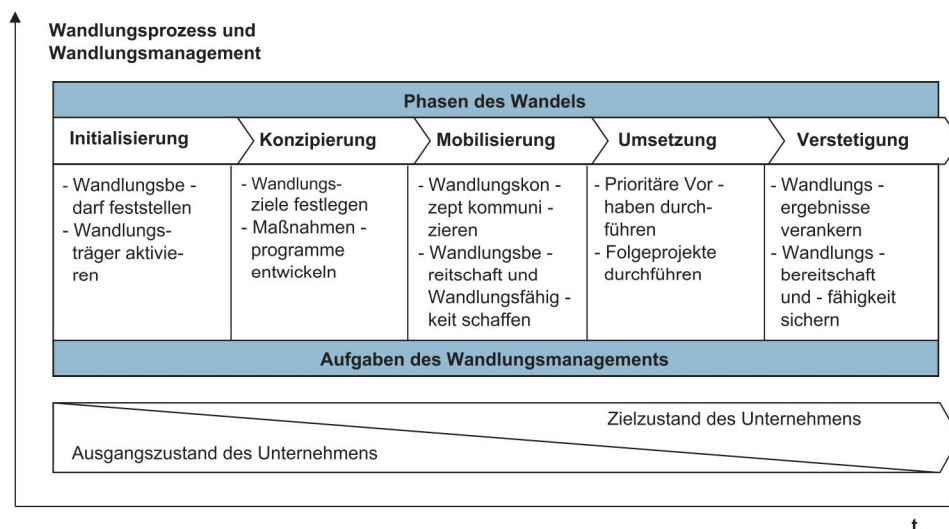 Wandlungsprozess und
Wandlungsmanagement
Phasen des Wandels
Initialisierung
Konzipierung
Mobilisierung
Umsetzung
Verstetigung
- Wandlungsbe -
darf feststellen
- Wandlungs-
träger aktivie-
ren
- Wandlungs-
ziele festlegen
- Maßnahmen -
programme
entwickeln
- Wandlungskon -
zept kommuni -
zieren
- Wandlungsbe -
reitschaft und
Wandlungsfähig -
keit schaffen
- Prioritäre Vor -
haben durch-
führen
- Folgeprojekte
durchführen
- Wandlungs -
ergebnisse
verankern
- Wandlungs -
bereitschaft
und - fähigkeit
sichern
Aufgaben des Wandlungsmanagements
Zielzustand des Unternehmens
Ausgangszustand des Unternehmens
t